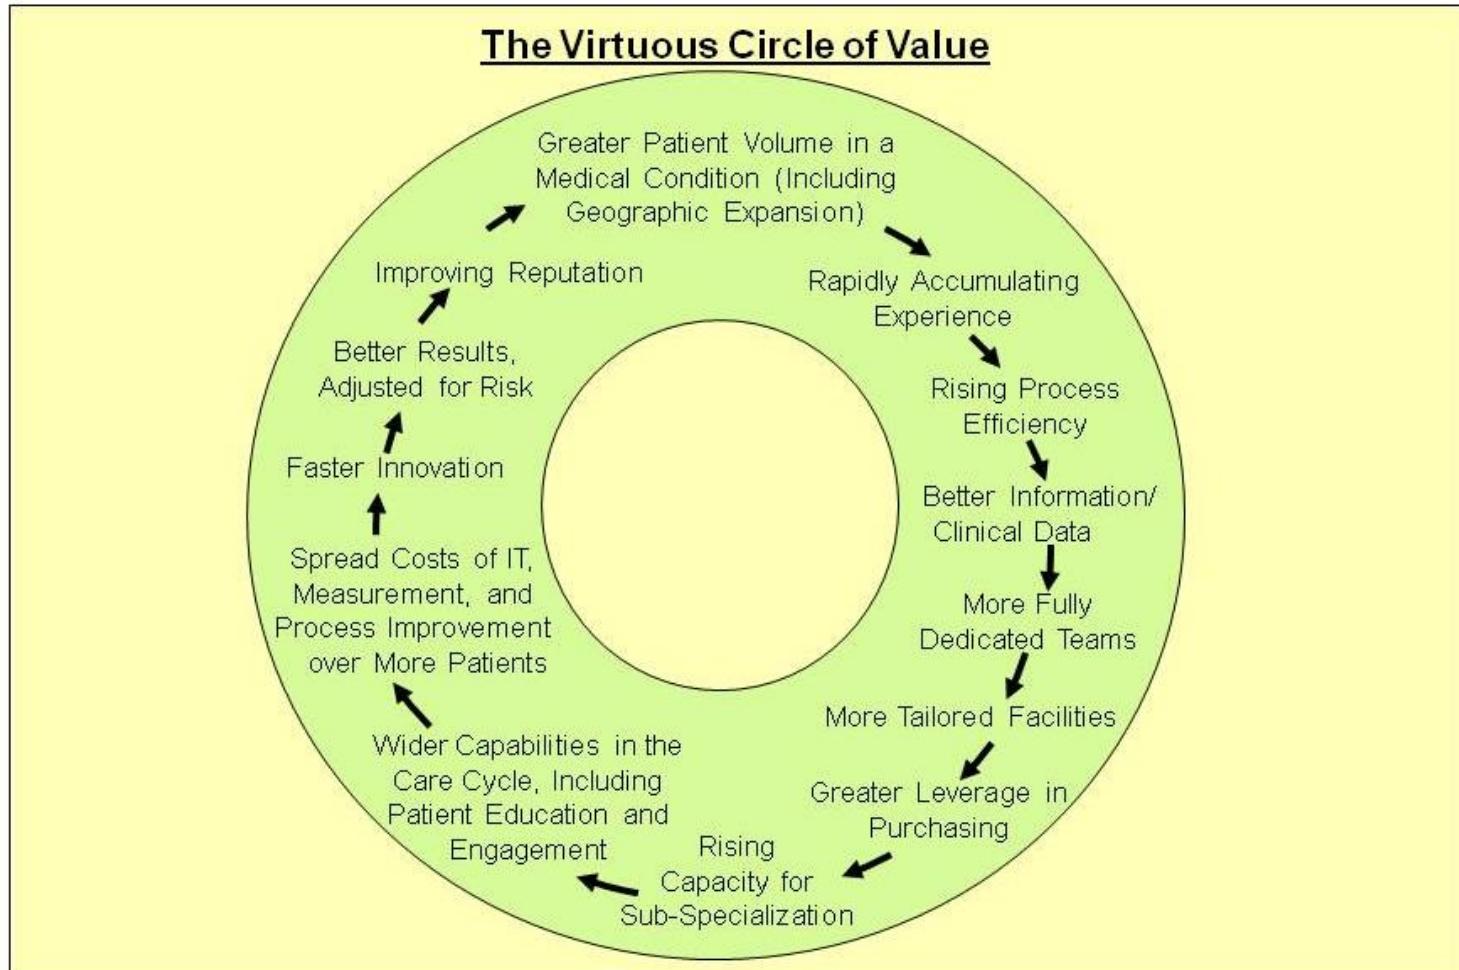 The Virtuous Circle of Value
Greater Patient Volume in a
Medical Condition (Including
Geographic Expansion)
Rapidly Accumulating
Experience
Rising Process
Efficiency
Better Information/
Clinical Data
More Fully
Dedicated Teams
More Tailored Facilities
Greater Leverage in
Purchasing
Rising
Capacity for
Sub-Specialization
Wider Capabilities in the
Care Cycle, Including
Patient Education and
Engagement
Spread Costs of IT,
Measurement, and
Process Improvement
over More Patients
Faster Innovation
Better Results,
Adjusted for Risk
Improving Reputation